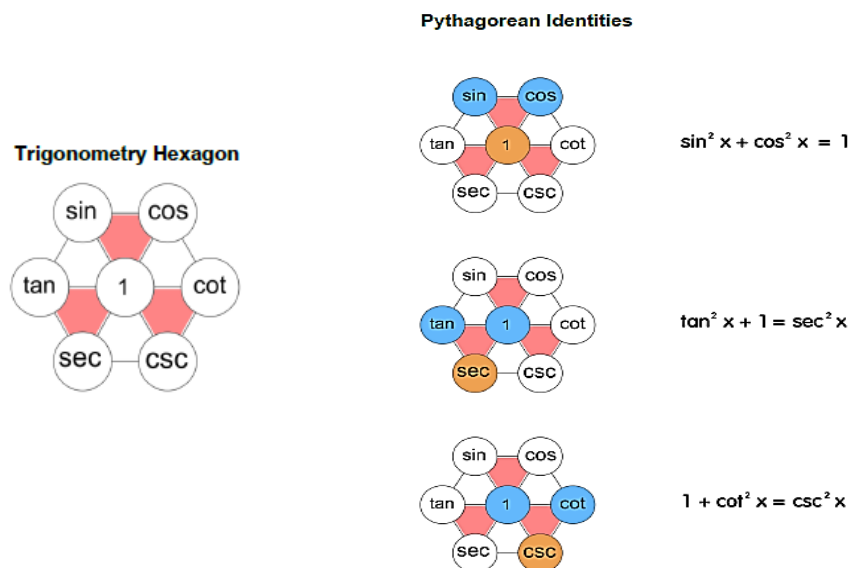 Pythagorean Identities
Trigonometry Hexagon
sin cos
tan 1 cot
sec csc
sin cos
tan 1 cot
sec csc
sin² x + cos² x = 1
sin cos
tan 1 cot
sec csc
tan² x + 1 = sec² x
sin cos
tan 1 cot
sec csc
1 + cot² x = csc² x